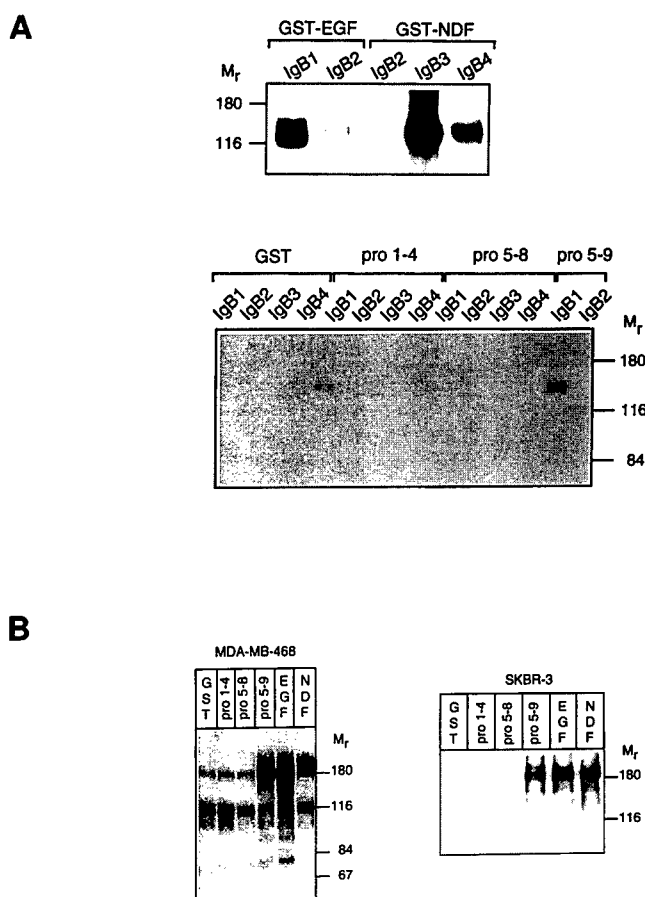 A
GST-EGF GST-NDF
IgB1 IgB2 IgB2 IgB3 IgB4
Mr
180
116
GST pro 1-4 pro 5-8 pro 5-9
IgB1 IgB2 IgB3 IgB4 IgB1 IgB2 IgB3 IgB4 IgB1 IgB2 IgB3 IgB4 IgB1 IgB2
Mr
180
116
84
B
MDA-MB-468
GST pro 1-4 pro 5-8 pro 5-9 EGF NDF
Mr
180
116
84
67
SKBR-3
GST pro 1-4 pro 5-8 pro 5-9 EGF NDF
Mr
180
116